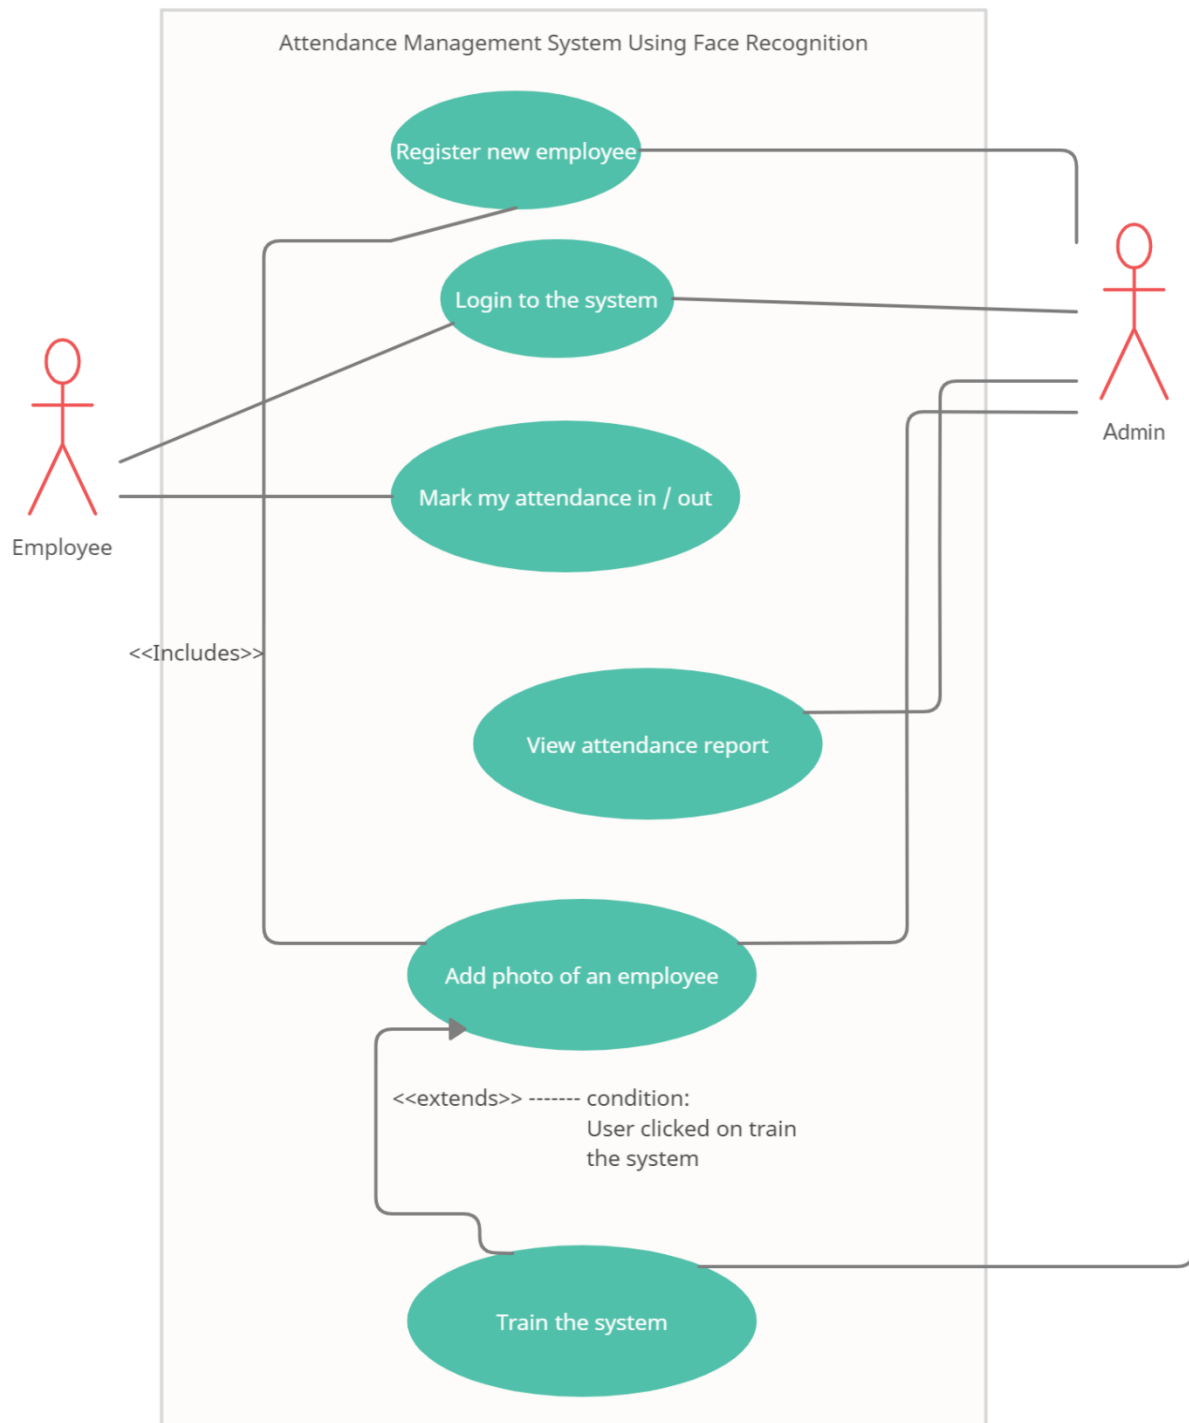 Attendance Management System Using Face Recognition
Register new employee
Login to the system
Admin
Mark my attendance in / out
Employee
<<Includes>>
View attendance report
Add photo of an employee
<<extends>> ------- condition:
User clicked on train
the system
Train the system